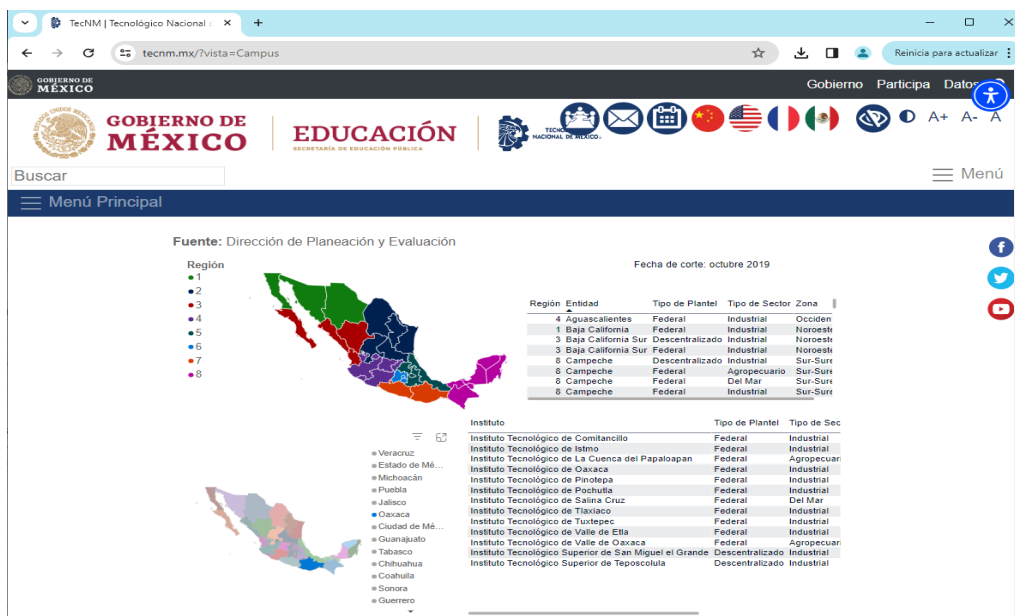 TecNM | Tecnológico Nacional d
tecnm.mx/?vista=Campus
Reinicia para actualizar
GOBIERNO DE
MÉXICO
Gobierno Participa Datos
GOBIERNO DE
MÉXICO
EDUCACIÓN
SECRETARÍA DE EDUCACIÓN PÚBLICA
NACIONAL DE MÉXICO
A+ A- A
Buscar
Menú
Menú Principal
Fuente: Dirección de Planeación y Evaluación
Fecha de corte: octubre 2019
Región
1
2
3
4
5
6
7
8
Región Entidad Tipo de Plantel Tipo de Sector Zona
4 Aguascalientes Federal Industrial Occiden
1 Baja California Federal Industrial Noroeste
3 Baja California Sur Descentralizado Industrial Noroeste
3 Baja California Sur Federal Industrial Noroeste
8 Campeche Descentralizado Industrial Sur-Sure
8 Campeche Federal Agropecuario Sur-Sure
8 Campeche Federal Del Mar Sur-Sure
8 Campeche Federal Industrial Sur-Sure
Veracruz
Estado de Mé...
Michoacán
Puebla
Jalisco
Oaxaca
Ciudad de Mé...
Guanajuato
Tabasco
Chihuahua
Coahuila
Sonora
Guerrero
Instituto Tipo de Plantel Tipo de Sec
Instituto Tecnológico de Comitancillo Federal Industrial
Instituto Tecnológico de Istmo Federal Industrial
Instituto Tecnológico de La Cuenca del Papaloapan Federal Agropecuari
Instituto Tecnológico de Oaxaca Federal Industrial
Instituto Tecnológico de Pinotepa Federal Industrial
Instituto Tecnológico de Pochutla Federal Industrial
Instituto Tecnológico de Salina Cruz Federal Del Mar
Instituto Tecnológico de Tlaxiaco Federal Industrial
Instituto Tecnológico de Tuxtepec Federal Industrial
Instituto Tecnológico de Valle de Etla Federal Industrial
Instituto Tecnológico de Valle de Oaxaca Federal Agropecuari
Instituto Tecnológico Superior de San Miguel el Grande Descentralizado Industrial
Instituto Tecnológico Superior de Teposcolula Descentralizado Industrial